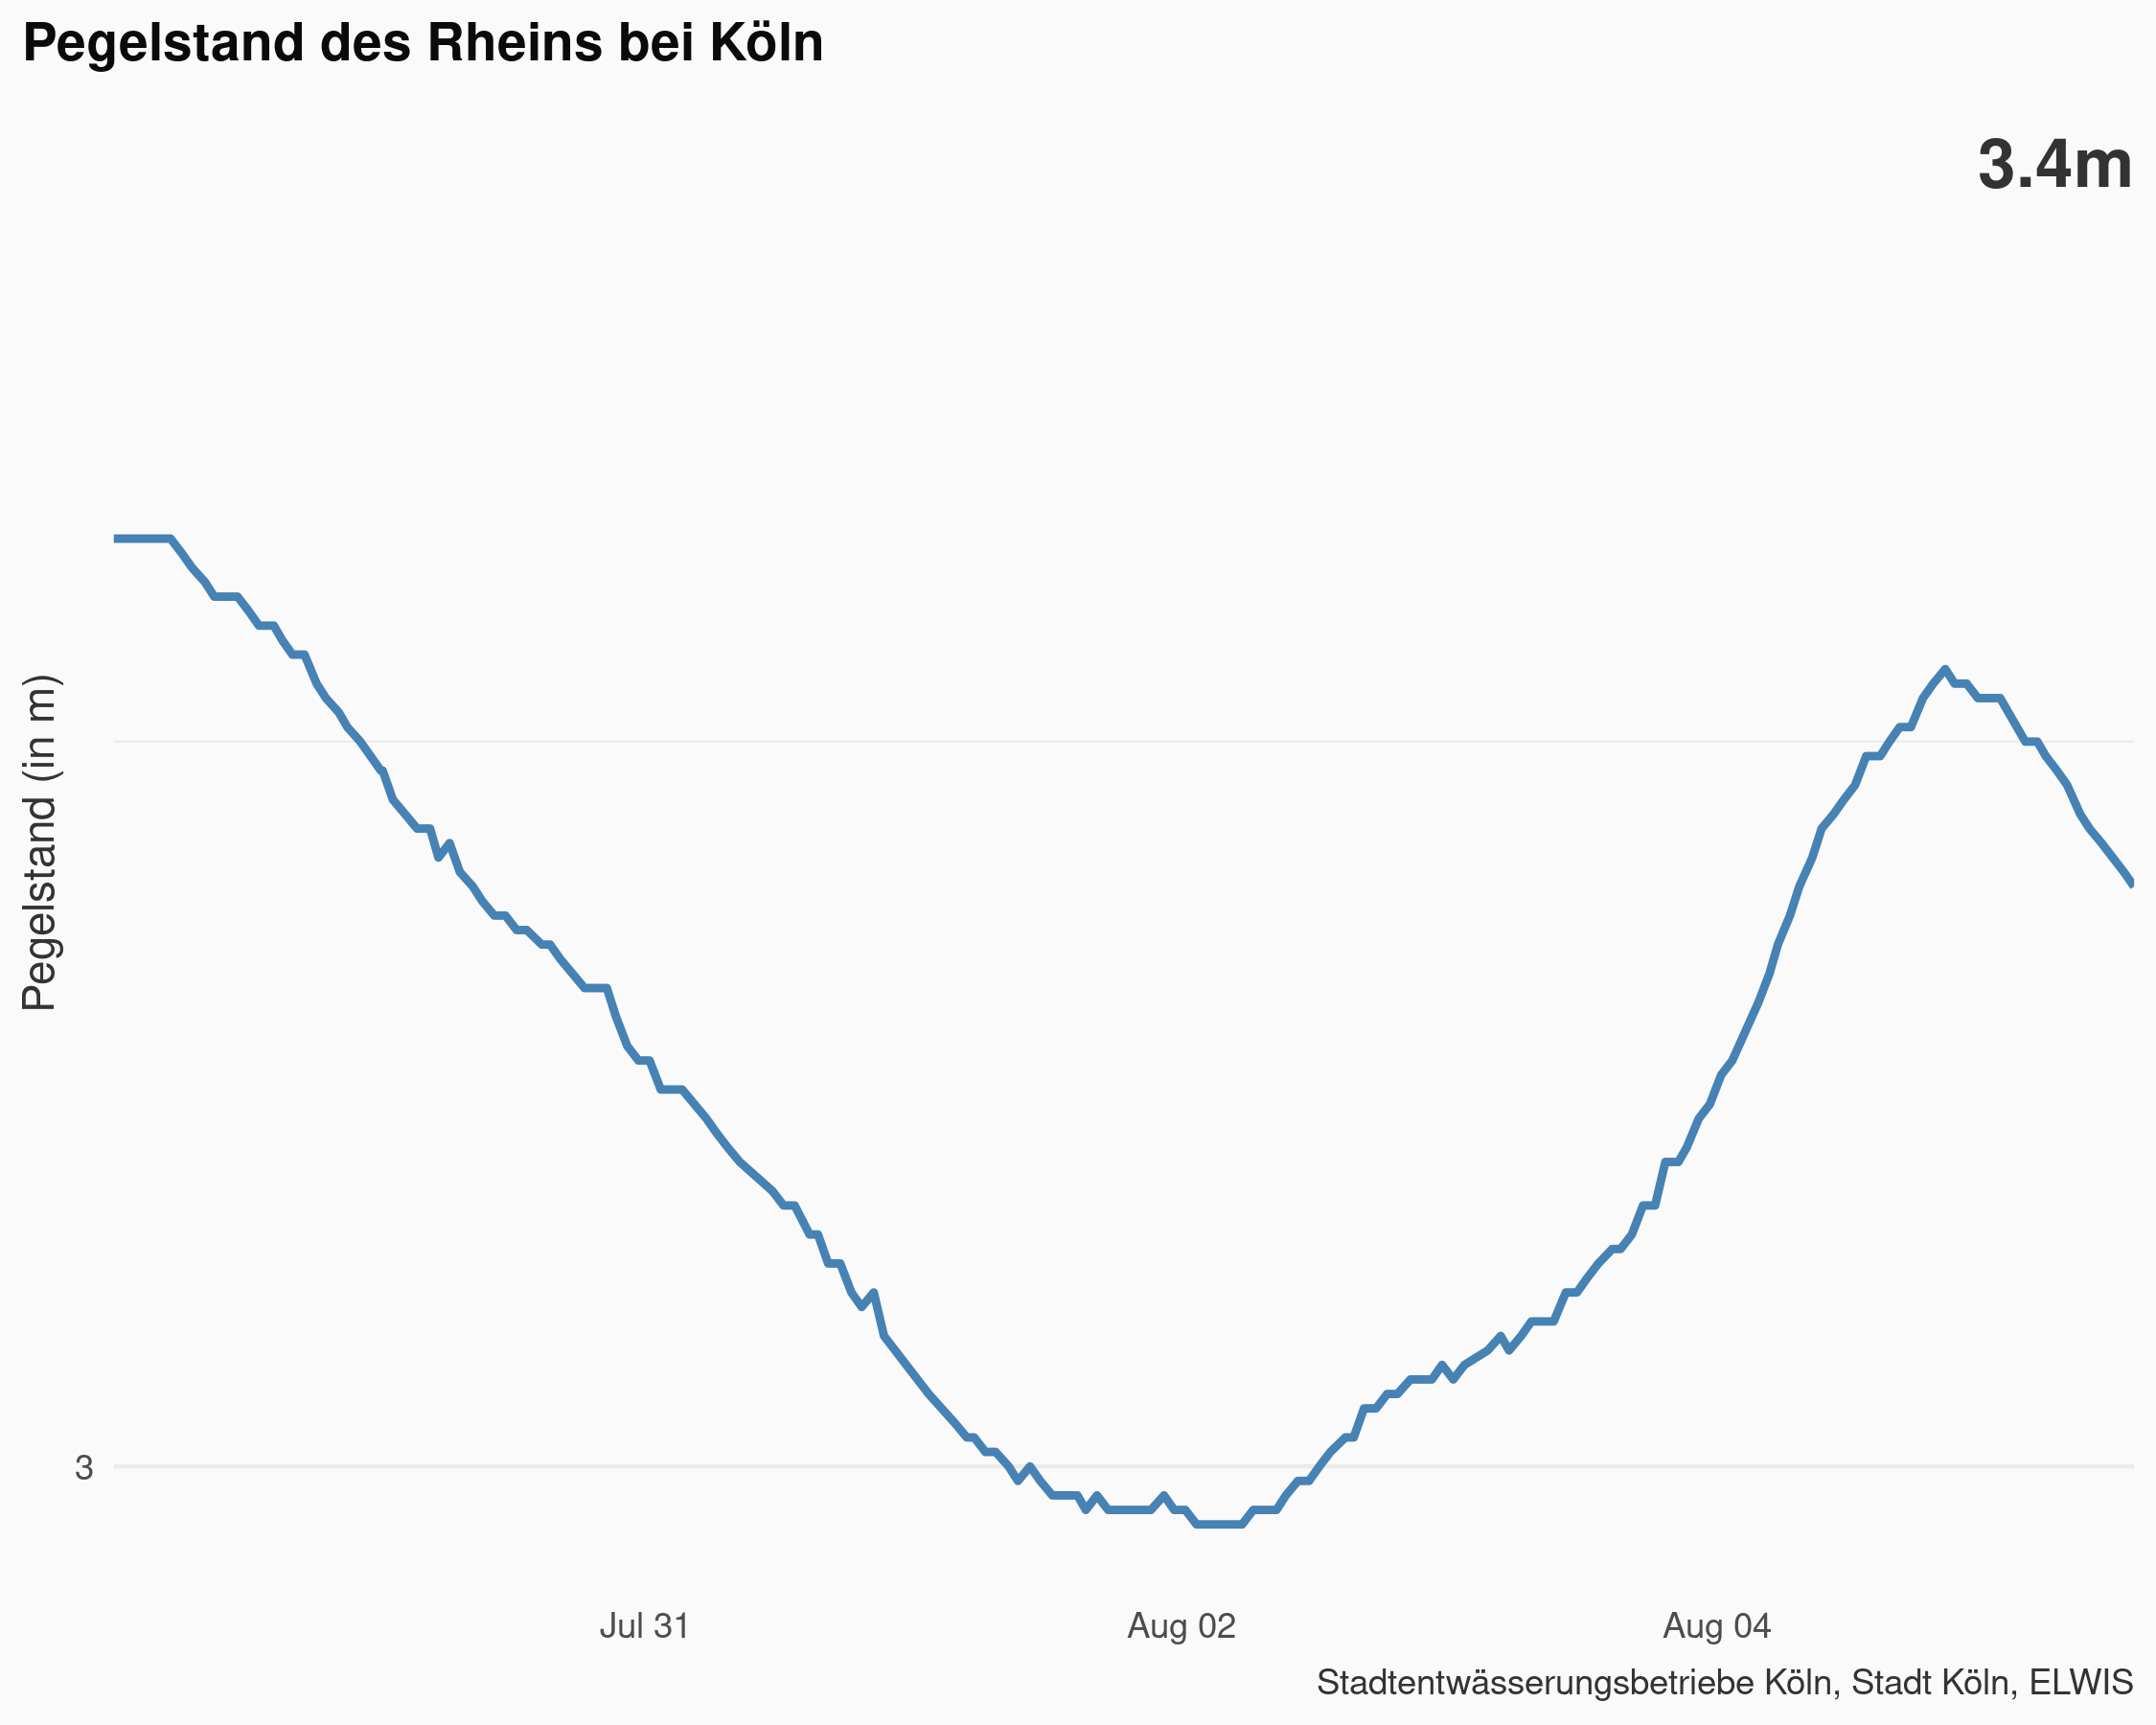 Pegelstand des Rheins bei Köln
3.4m
Pegelstand (in m)
3
Jul 31
Aug 02
Aug 04
Stadtentwässerungsbetriebe Köln, Stadt Köln, ELWIS